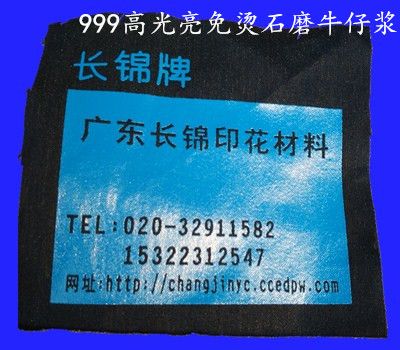 999高光亮免烫石磨牛仔浆
长锦牌
广东长锦印花材料
TEL:020-32911582
15322312547
网址:http://changjinyc.ccedpw.com